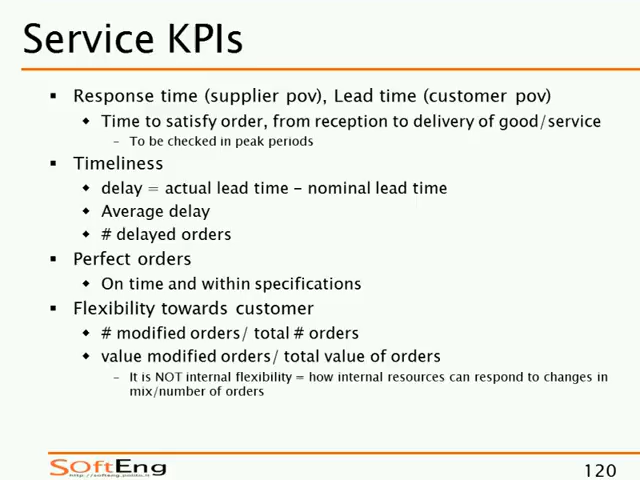 Service KPIs
▪ Response time (supplier pov), Lead time (customer pov)
◆ Time to satisfy order, from reception to delivery of good/service
– To be checked in peak periods
▪ Timeliness
◆ delay = actual lead time – nominal lead time
◆ Average delay
◆ # delayed orders
▪ Perfect orders
◆ On time and within specifications
▪ Flexibility towards customer
◆ # modified orders/ total # orders
◆ value modified orders/ total value of orders
– It is NOT internal flexibility = how internal resources can respond to changes in
mix/number of orders
SOftEng
http://softeng.polito.it
120